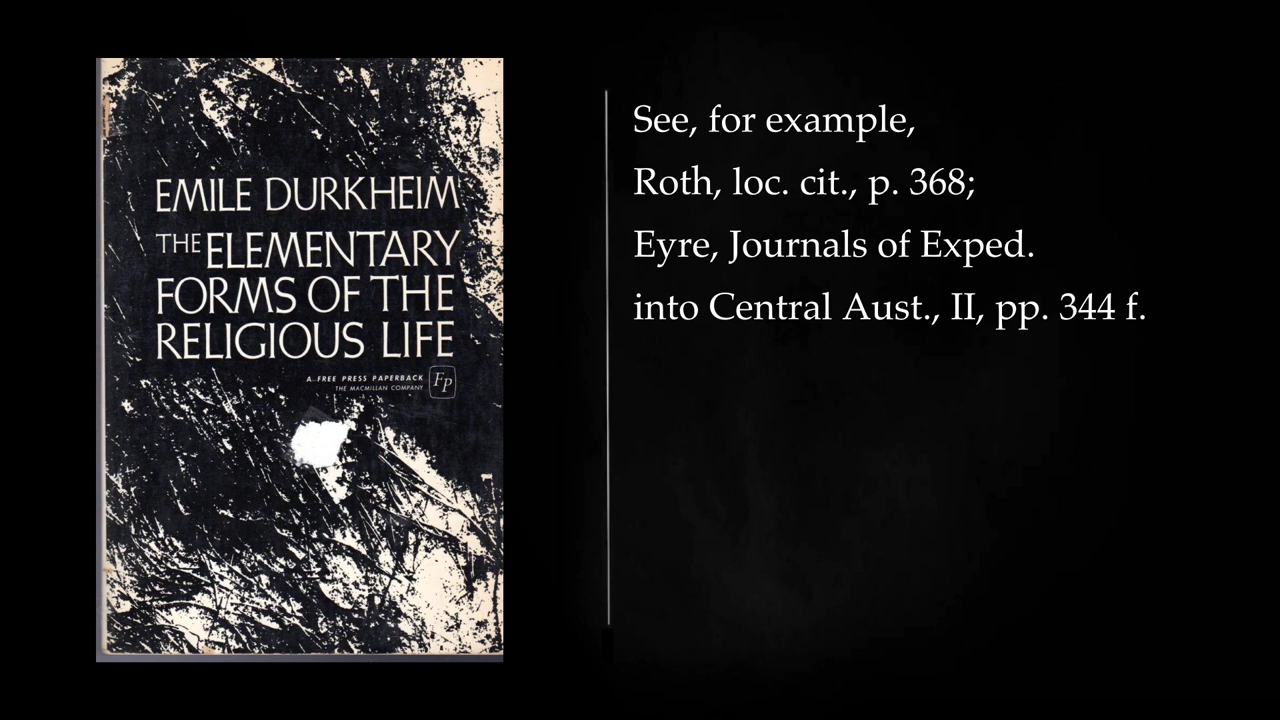 EMILE DURKHEIM
THE ELEMENTARY
FORMS OF THE
RELIGIOUS LIFE
A FREE PRESS PAPERBACK
THE MACMILLAN COMPANY
FP
See, for example,
Roth, loc. cit., p. 368;
Eyre, Journals of Exped.
into Central Aust., II, pp. 344 f.